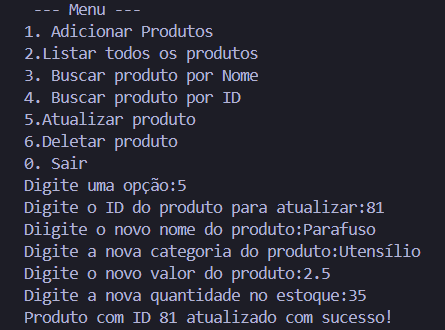 --- Menu ---
1. Adicionar Produtos
2.Listar todos os produtos
3. Buscar produto por Nome
4. Buscar produto por ID
5.Atualizar produto
6.Deletar produto
0. Sair
Digite uma opção:5
Digite o ID do produto para atualizar:81
Diigite o novo nome do produto:Parafuso
Digite a nova categoria do produto:Utensílio
Digite o novo valor do produto:2.5
Digite a nova quantidade no estoque:35
Produto com ID 81 atualizado com sucesso!